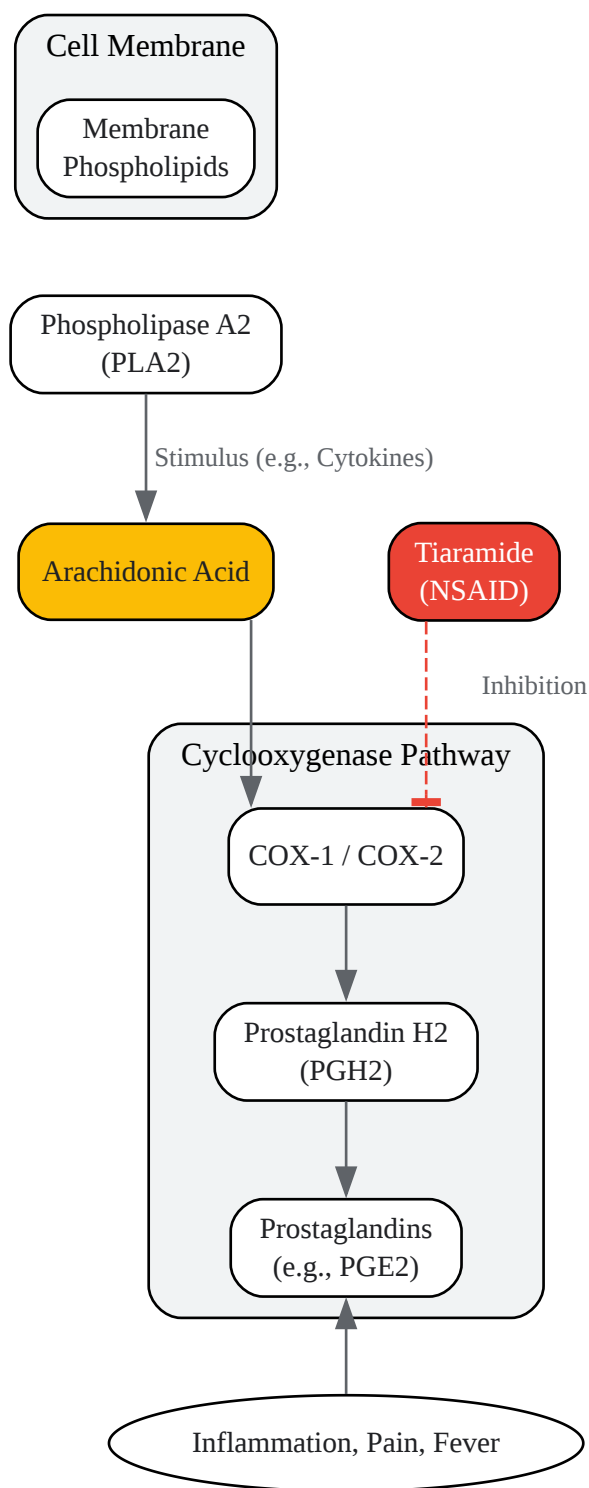 Cell Membrane
Membrane
Phospholipids
Phospholipase A2
(PLA2)
Stimulus (e.g., Cytokines)
Arachidonic Acid
Tiaramide
(NSAID)
Inhibition
Cyclooxygenase Pathway
COX-1 / COX-2
Prostaglandin H2
(PGH2)
Prostaglandins
(e.g., PGE2)
Inflammation, Pain, Fever